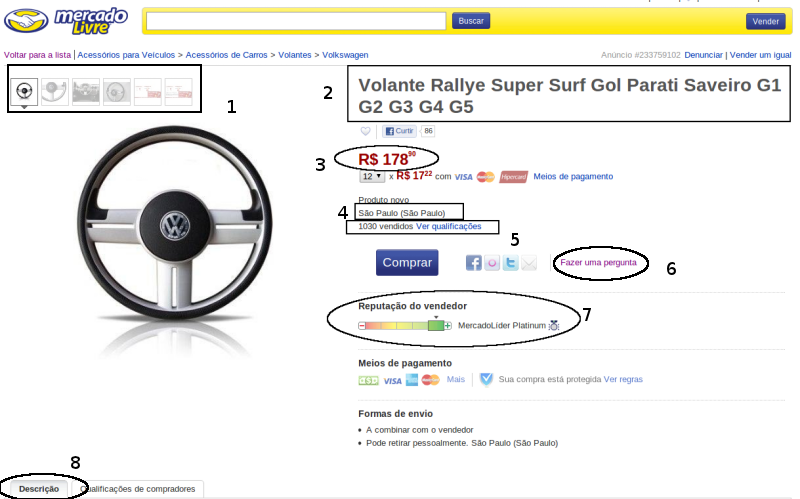 mercado
Livre
Buscar
Vender
Voltar para a lista | Acessórios para Veículos > Acessórios de Carros > Volantes > Volkswagen
Anúncio #233759102 Denunciar | Vender um igual
1
2
Volante Rallye Super Surf Gol Parati Saveiro G1
G2 G3 G4 G5
Curtir 86
3
R$ 178 90
12 x R$ 17 22 com VISA MasterCard Hipercard Meios de pagamento
Produto novo
4
São Paulo (São Paulo)
1030 vendidos Ver qualificações
5
Comprar
Fazer uma pergunta
6
Reputação do vendedor
7
MercadoLíder Platinum
Meios de pagamento
VISA Mais Sua compra está protegida Ver regras
Formas de envio
• A combinar com o vendedor
• Pode retirar pessoalmente. São Paulo (São Paulo)
8
Descrição Qualificações de compradores